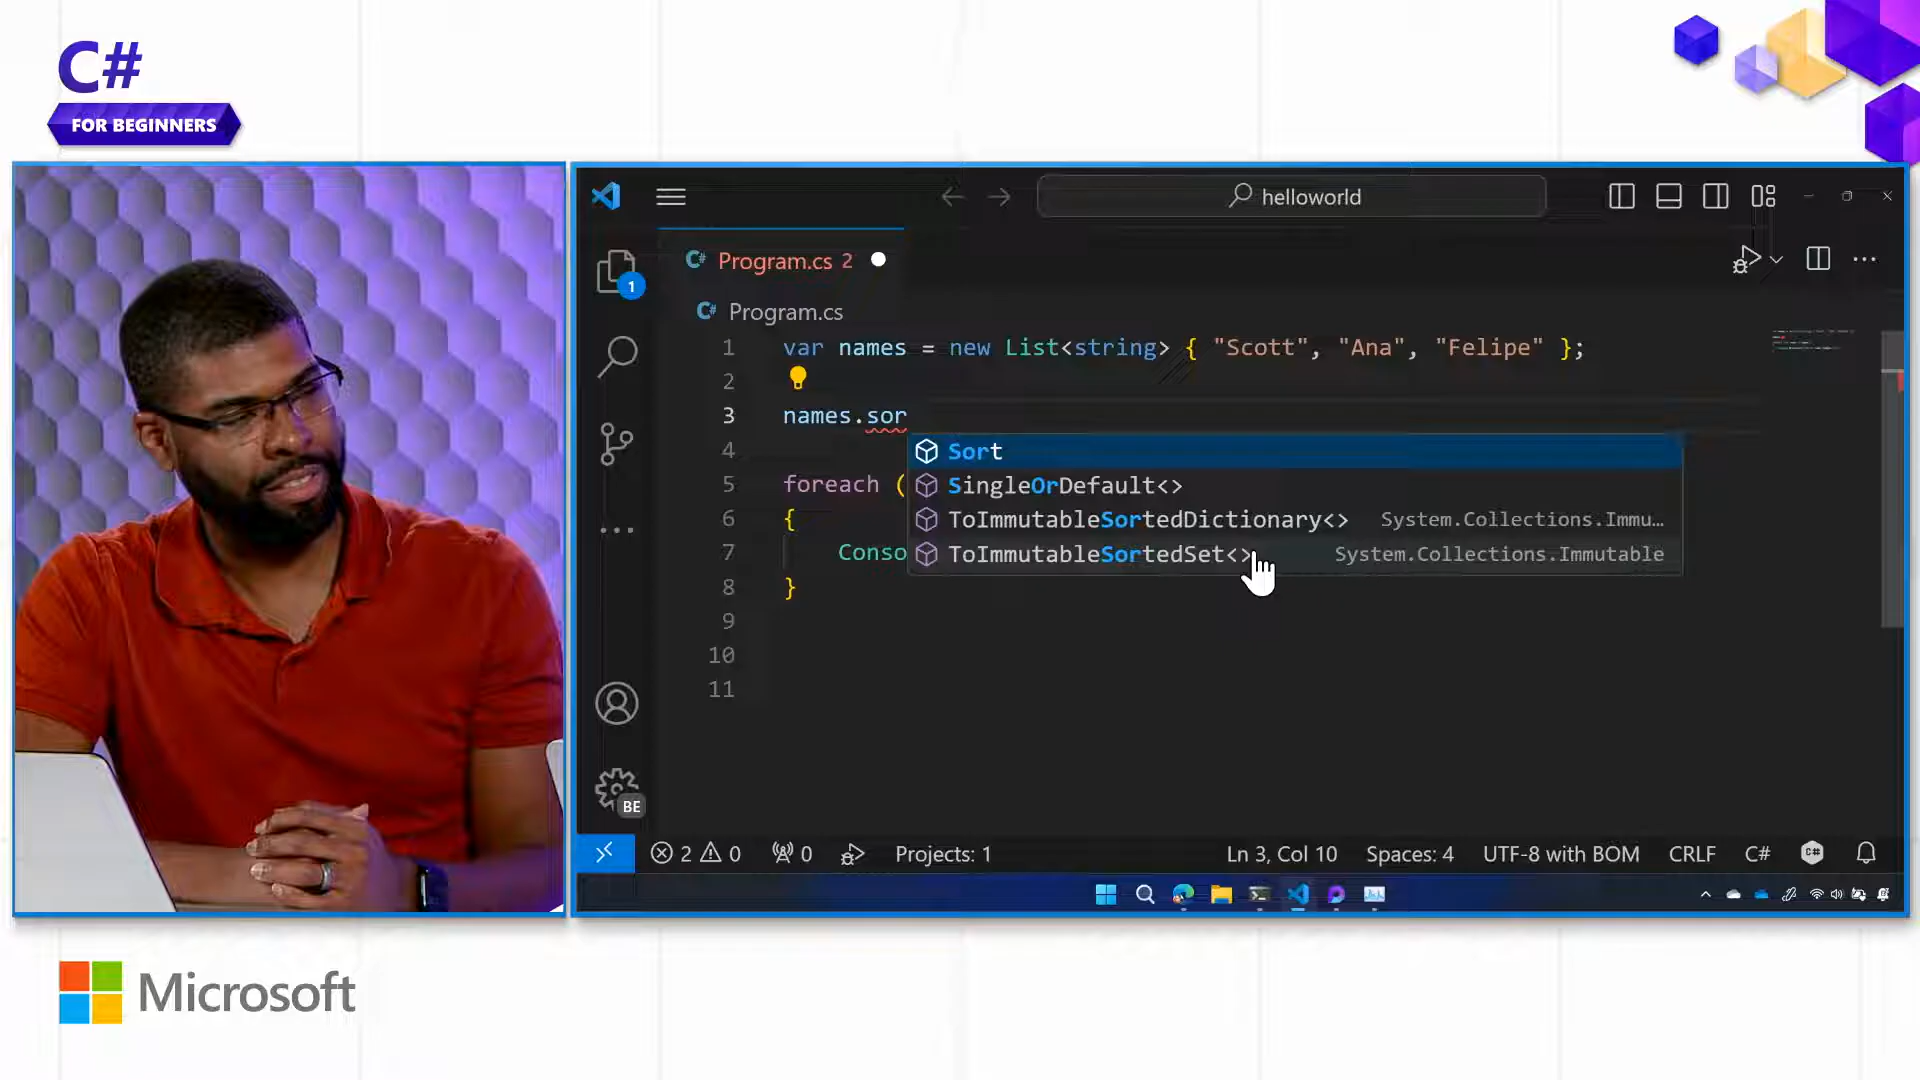 C#
FOR BEGINNERS
helloworld
Program.cs 2
1
Program.cs
1 var names = new List<string> { "Scott", "Ana", "Felipe" };
2
3 names.sor
4
Sort
5 foreach (
SingleOrDefault<>
6 {
ToImmutableSortedDictionary<> System.Collections.Immu...
7 Conso
ToImmutableSortedSet<> System.Collections.Immutable
8 }
9
10
11
BE
2 0 0 Projects: 1 Ln 3, Col 10 Spaces: 4 UTF-8 with BOM CRLF C#
Microsoft